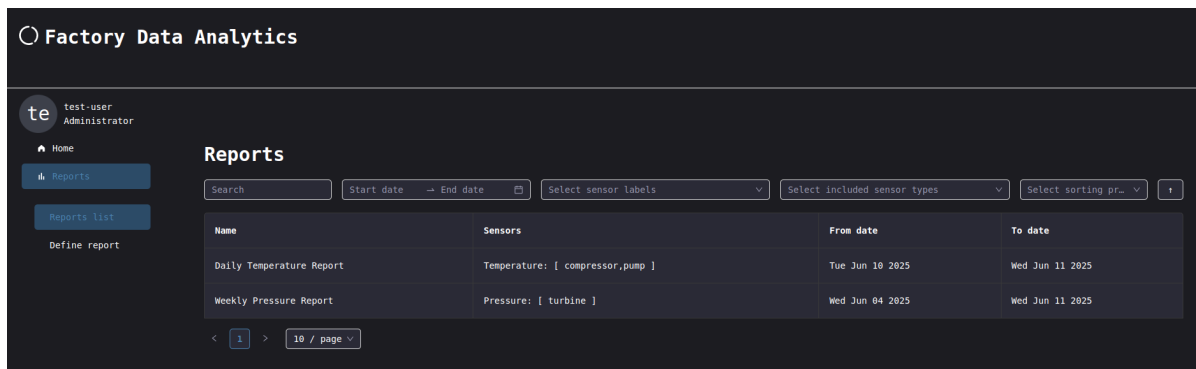 Factory Data Analytics
te
test-user
Administrator
Home
Reports
Reports list
Define report
Reports
Search
Start date → End date
Select sensor labels
Select included sensor types
Select sorting pr…
↑
Name Sensors From date To date
Daily Temperature Report Temperature: [ compressor,pump ] Tue Jun 10 2025 Wed Jun 11 2025
Weekly Pressure Report Pressure: [ turbine ] Wed Jun 04 2025 Wed Jun 11 2025
< 1 > 10 / page